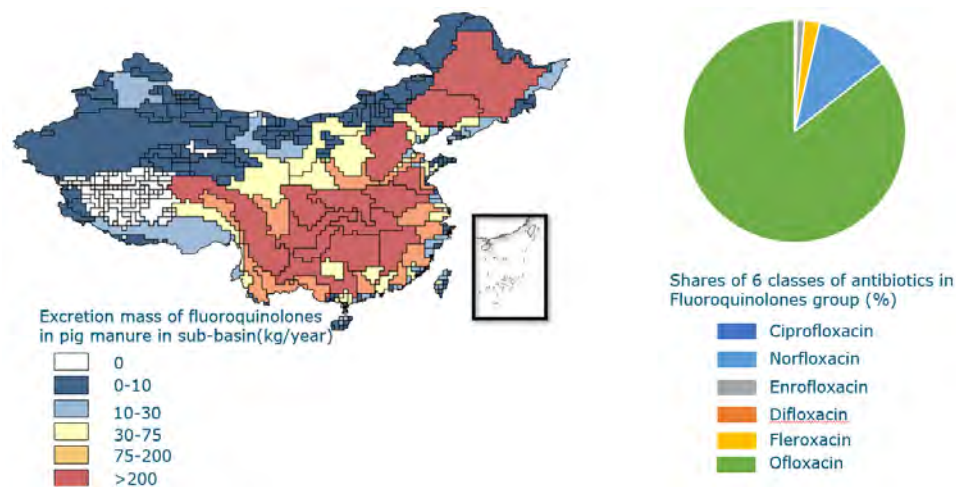 Excretion mass of fluoroquinolones
in pig manure in sub-basin(kg/year)
0
0-10
10-30
30-75
75-200
>200
Shares of 6 classes of antibiotics in
Fluoroquinolones group (%)
Ciprofloxacin
Norfloxacin
Enrofloxacin
Difloxacin
Fleroxacin
Ofloxacin